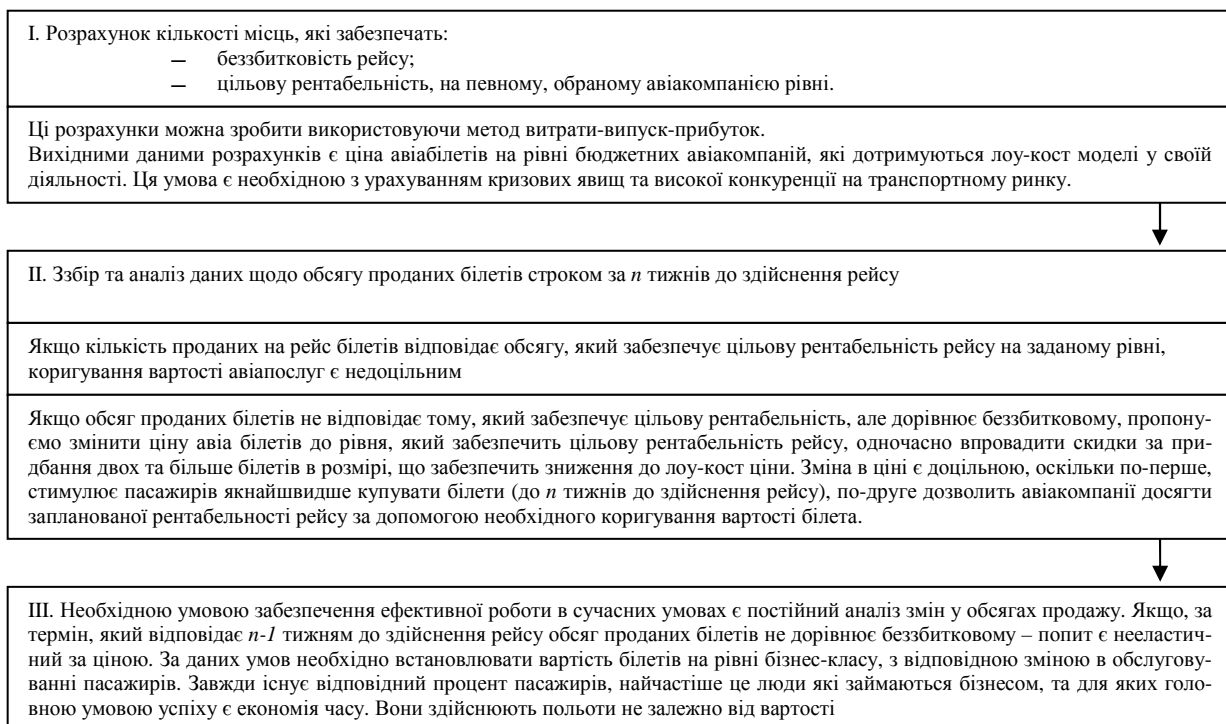 I. Розрахунок кількості місць, які забезпечать:
– беззбитковість рейсу;
– цільову рентабельність, на певному, обраному авіакомпанією рівні.
Ці розрахунки можна зробити використовуючи метод витрати-випуск-прибуток.
Вихідними даними розрахунків є ціна авіабілетів на рівні бюджетних авіакомпаній, які дотримуються лоу-кост моделі у своїй
діяльності. Ця умова є необхідною з урахуванням кризових явищ та високої конкуренції на транспортному ринку.
II. Ззбір та аналіз даних щодо обсягу проданих білетів строком за n тижнів до здійснення рейсу
Якщо кількість проданих на рейс білетів відповідає обсягу, який забезпечує цільову рентабельність рейсу на заданому рівні,
коригування вартості авіапослуг є недоцільним
Якщо обсяг проданих білетів не відповідає тому, який забезпечує цільову рентабельність, але дорівнює беззбитковому, пропону-
ємо змінити ціну авіа білетів до рівня, який забезпечить цільову рентабельність рейсу, одночасно впровадити скидки за при-
дбання двох та більше білетів в розмірі, що забезпечить зниження до лоу-кост ціни. Зміна в ціні є доцільною, оскільки по-перше,
стимулює пасажирів якнайшвидше купувати білети (до n тижнів до здійснення рейсу), по-друге дозволить авіакомпанії досягти
запланованої рентабельності рейсу за допомогою необхідного коригування вартості білета.
III. Необхідною умовою забезпечення ефективної роботи в сучасних умовах є постійний аналіз змін у обсягах продажу. Якщо, за
термін, який відповідає n-1 тижням до здійснення рейсу обсяг проданих білетів не дорівнює беззбитковому – попит є нееластич-
ний за ціною. За даних умов необхідно встановлювати вартість білетів на рівні бізнес-класу, з відповідною зміною в обслугову-
ванні пасажирів. Завжди існує відповідний процент пасажирів, найчастіше це люди які займаються бізнесом, та для яких голо-
вною умовою успіху є економія часу. Вони здійснюють польоти не залежно від вартості